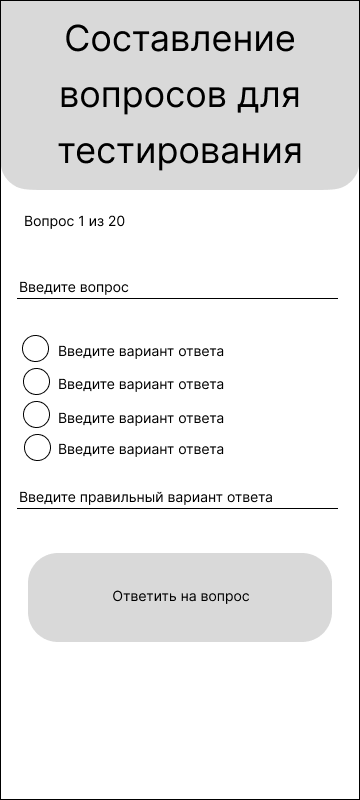 Составление
вопросов для
тестирования
Вопрос 1 из 20
Введите вопрос
Введите вариант ответа
Введите вариант ответа
Введите вариант ответа
Введите вариант ответа
Введите правильный вариант ответа
Ответить на вопрос